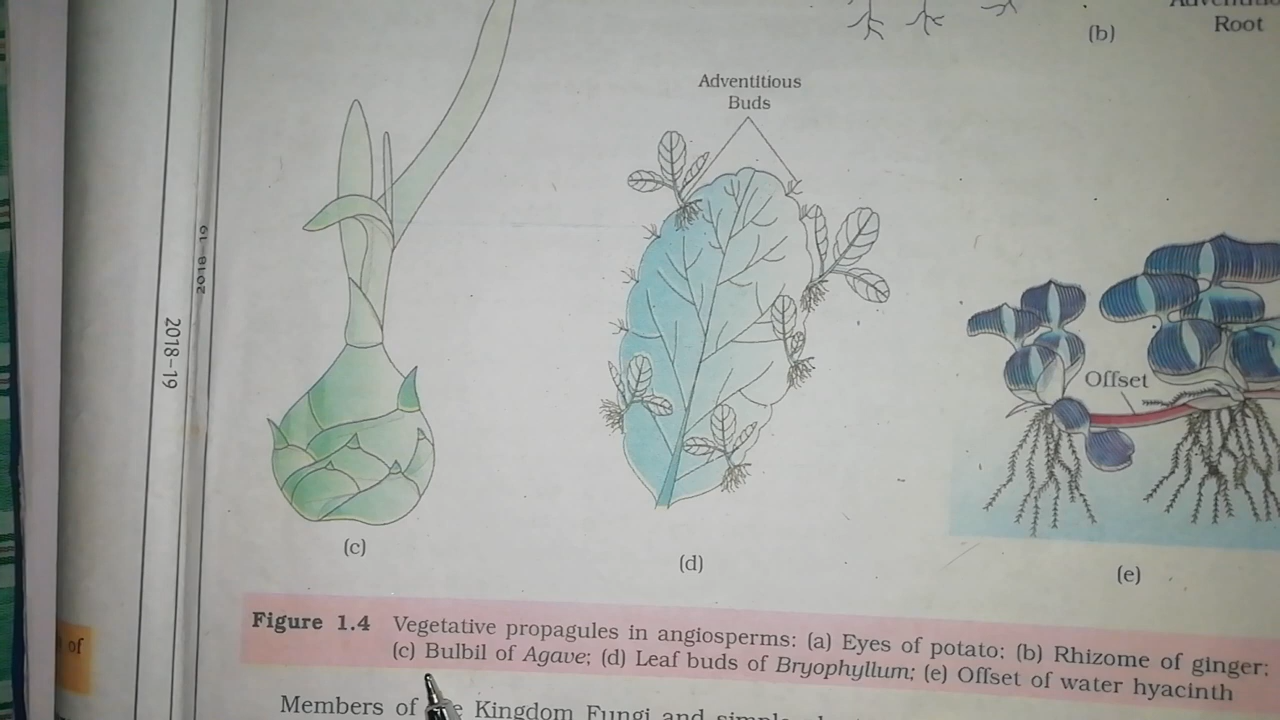 (b)
Root
Adventitious
Buds
2018-19
2018-19
Offset
(c)
(d)
(e)
Figure 1.4 Vegetative propagules in angiosperms: (a) Eyes of potato; (b) Rhizome of ginger;
(c) Bulbil of Agave; (d) Leaf buds of Bryophyllum; (e) Offset of water hyacinth
of
Members of Kingdom Fungi and